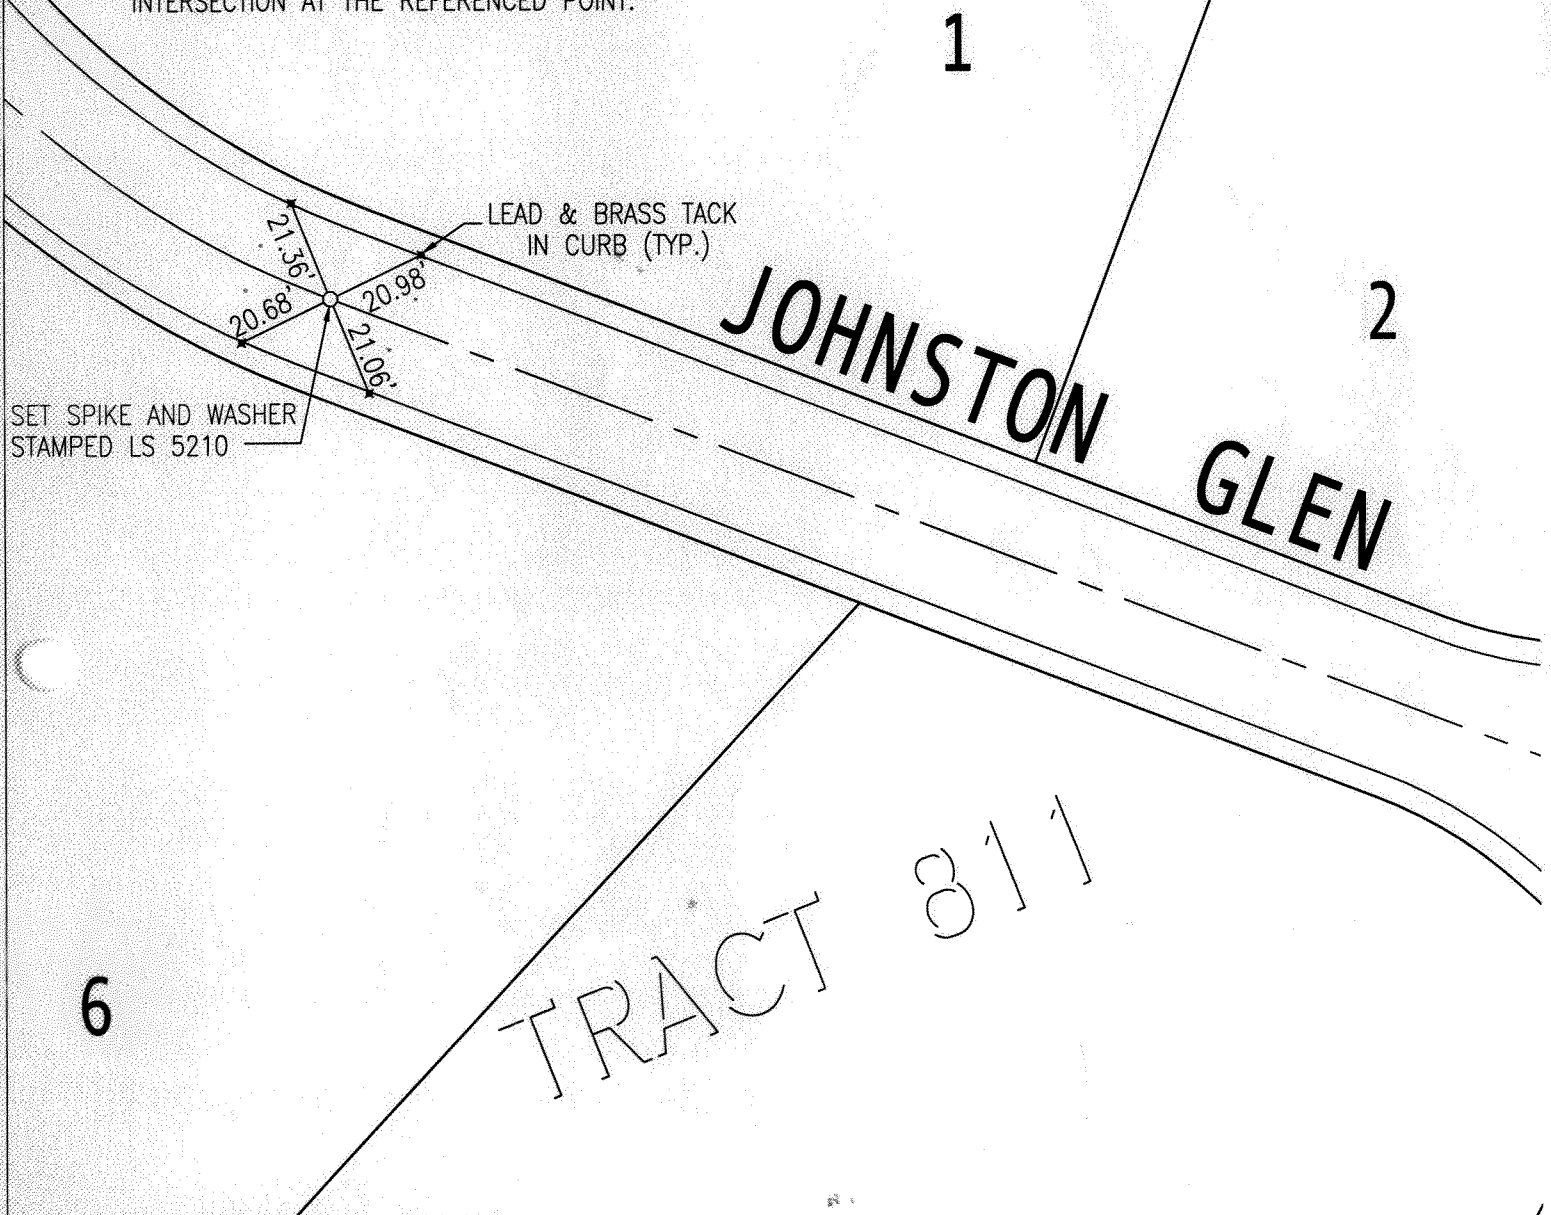 INTERSECTION AT THE REFERENCED POINT.
1
LEAD & BRASS TACK
IN CURB (TYP.)
21.36'
20.98'
20.68'
21.06'
JOHNSTON GLEN
2
SET SPIKE AND WASHER
STAMPED LS 5210
TRACT 811
6